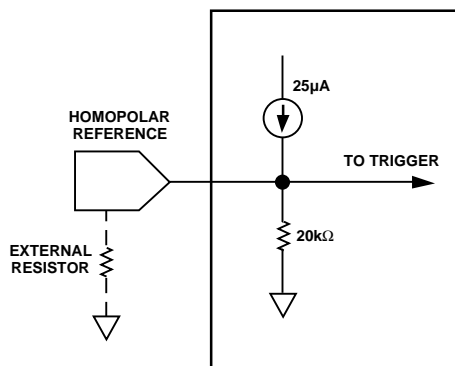 25µA
HOMOPOLAR
REFERENCE
TO TRIGGER
EXTERNAL
RESISTOR
20kΩ